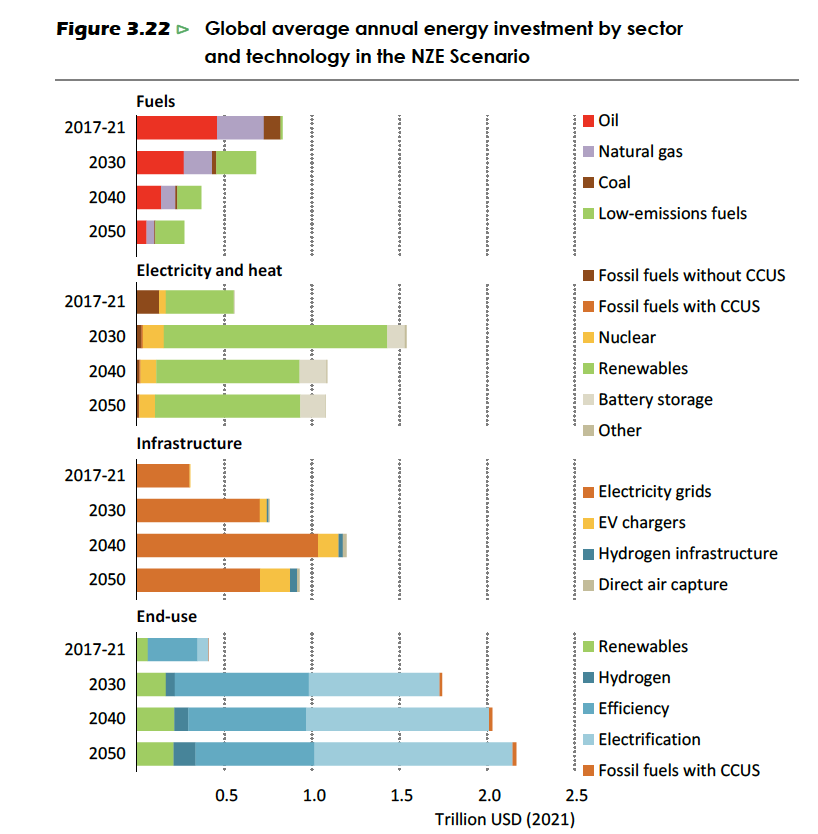 Figure 3.22 ▷ Global average annual energy investment by sector
and technology in the NZE Scenario
Fuels
2017-21
2030
2040
2050
Oil
Natural gas
Coal
Low-emissions fuels
Electricity and heat
2017-21
2030
2040
2050
Fossil fuels without CCUS
Fossil fuels with CCUS
Nuclear
Renewables
Battery storage
Other
Infrastructure
2017-21
2030
2040
2050
Electricity grids
EV chargers
Hydrogen infrastructure
Direct air capture
End-use
2017-21
2030
2040
2050
Renewables
Hydrogen
Efficiency
Electrification
Fossil fuels with CCUS
0.5 1.0 1.5 2.0 2.5
Trillion USD (2021)